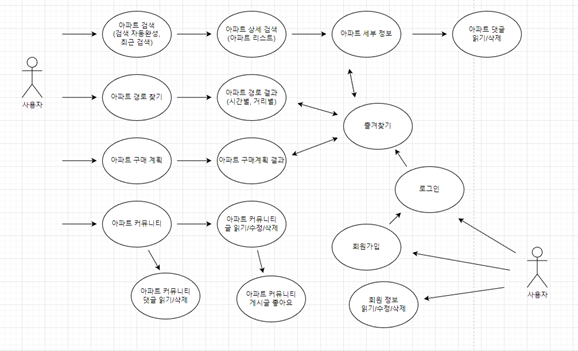 아파트 검색
(검색 자동완성,
최근 검색)
아파트 상세 검색
(아파트 리스트)
아파트 세부 정보
아파트 댓글
읽기/삭제
사용자
아파트 경로 찾기
아파트 경로 결과
(시간별, 거리별)
즐겨찾기
아파트 구매 계획
아파트 구매계획 결과
로그인
아파트 커뮤니티
아파트 커뮤니티
글 읽기/수정/삭제
회원가입
아파트 커뮤니티
댓글 읽기/삭제
아파트 커뮤니티
게시글 좋아요
회원 정보
읽기/수정/삭제
사용자